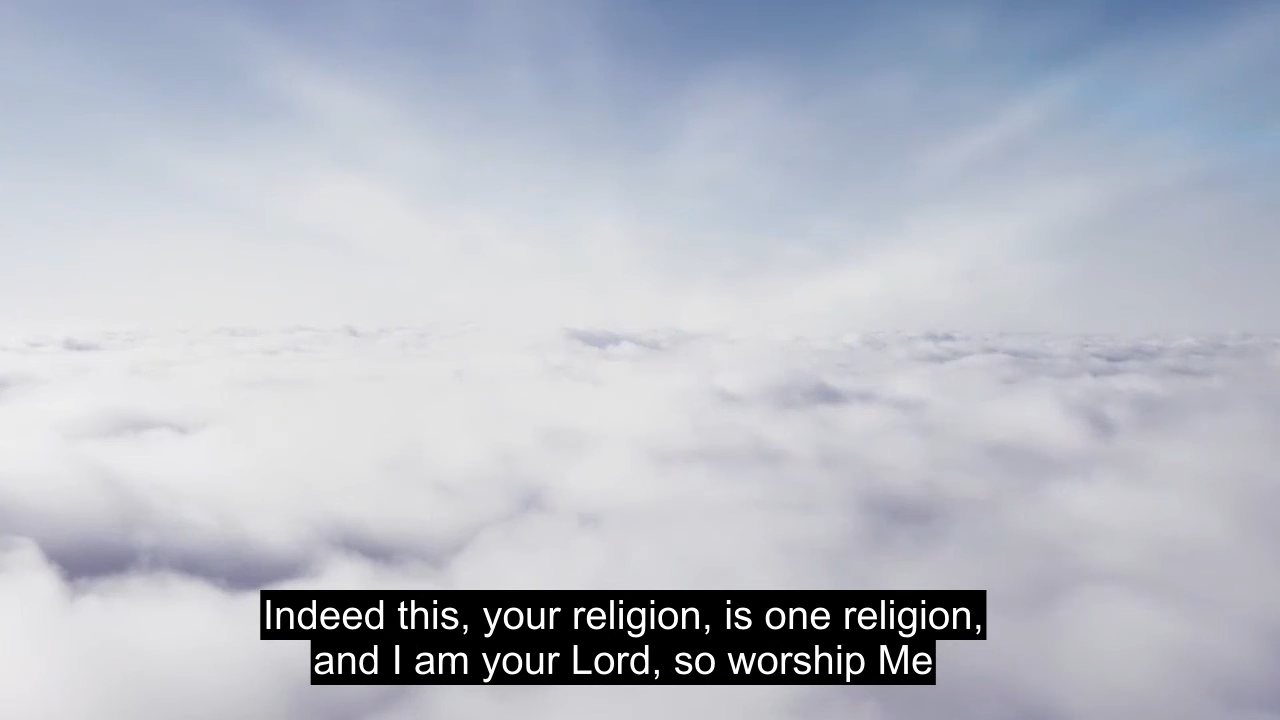 Indeed this, your religion, is one religion,
and I am your Lord, so worship Me